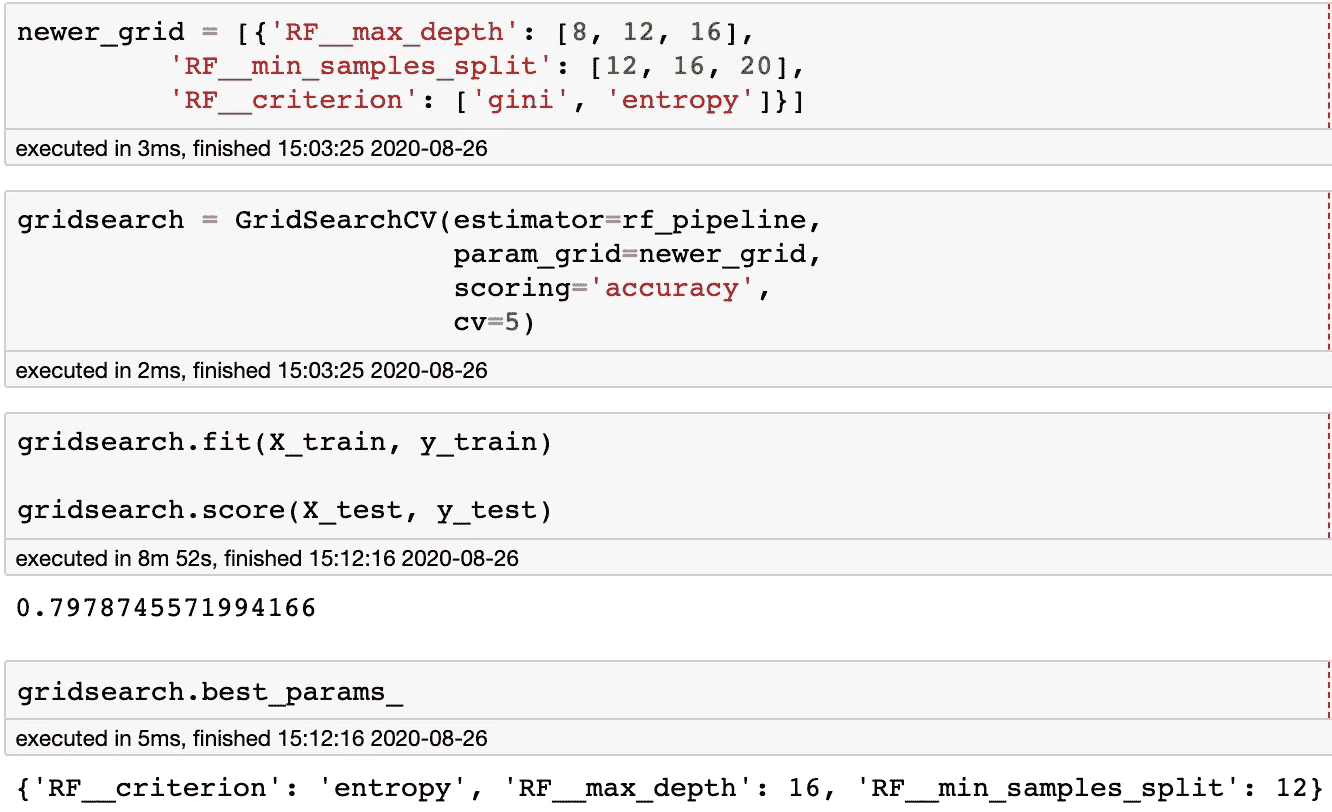 newer_grid = [{'RF__max_depth': [8, 12, 16],
'RF__min_samples_split': [12, 16, 20],
'RF__criterion': ['gini', 'entropy']}]
executed in 3ms, finished 15:03:25 2020-08-26
gridsearch = GridSearchCV(estimator=rf_pipeline,
param_grid=newer_grid,
scoring='accuracy',
cv=5)
executed in 2ms, finished 15:03:25 2020-08-26
gridsearch.fit(X_train, y_train)
gridsearch.score(X_test, y_test)
executed in 8m 52s, finished 15:12:16 2020-08-26
0.7978745571994166
gridsearch.best_params_
executed in 5ms, finished 15:12:16 2020-08-26
{'RF__criterion': 'entropy', 'RF__max_depth': 16, 'RF__min_samples_split': 12}